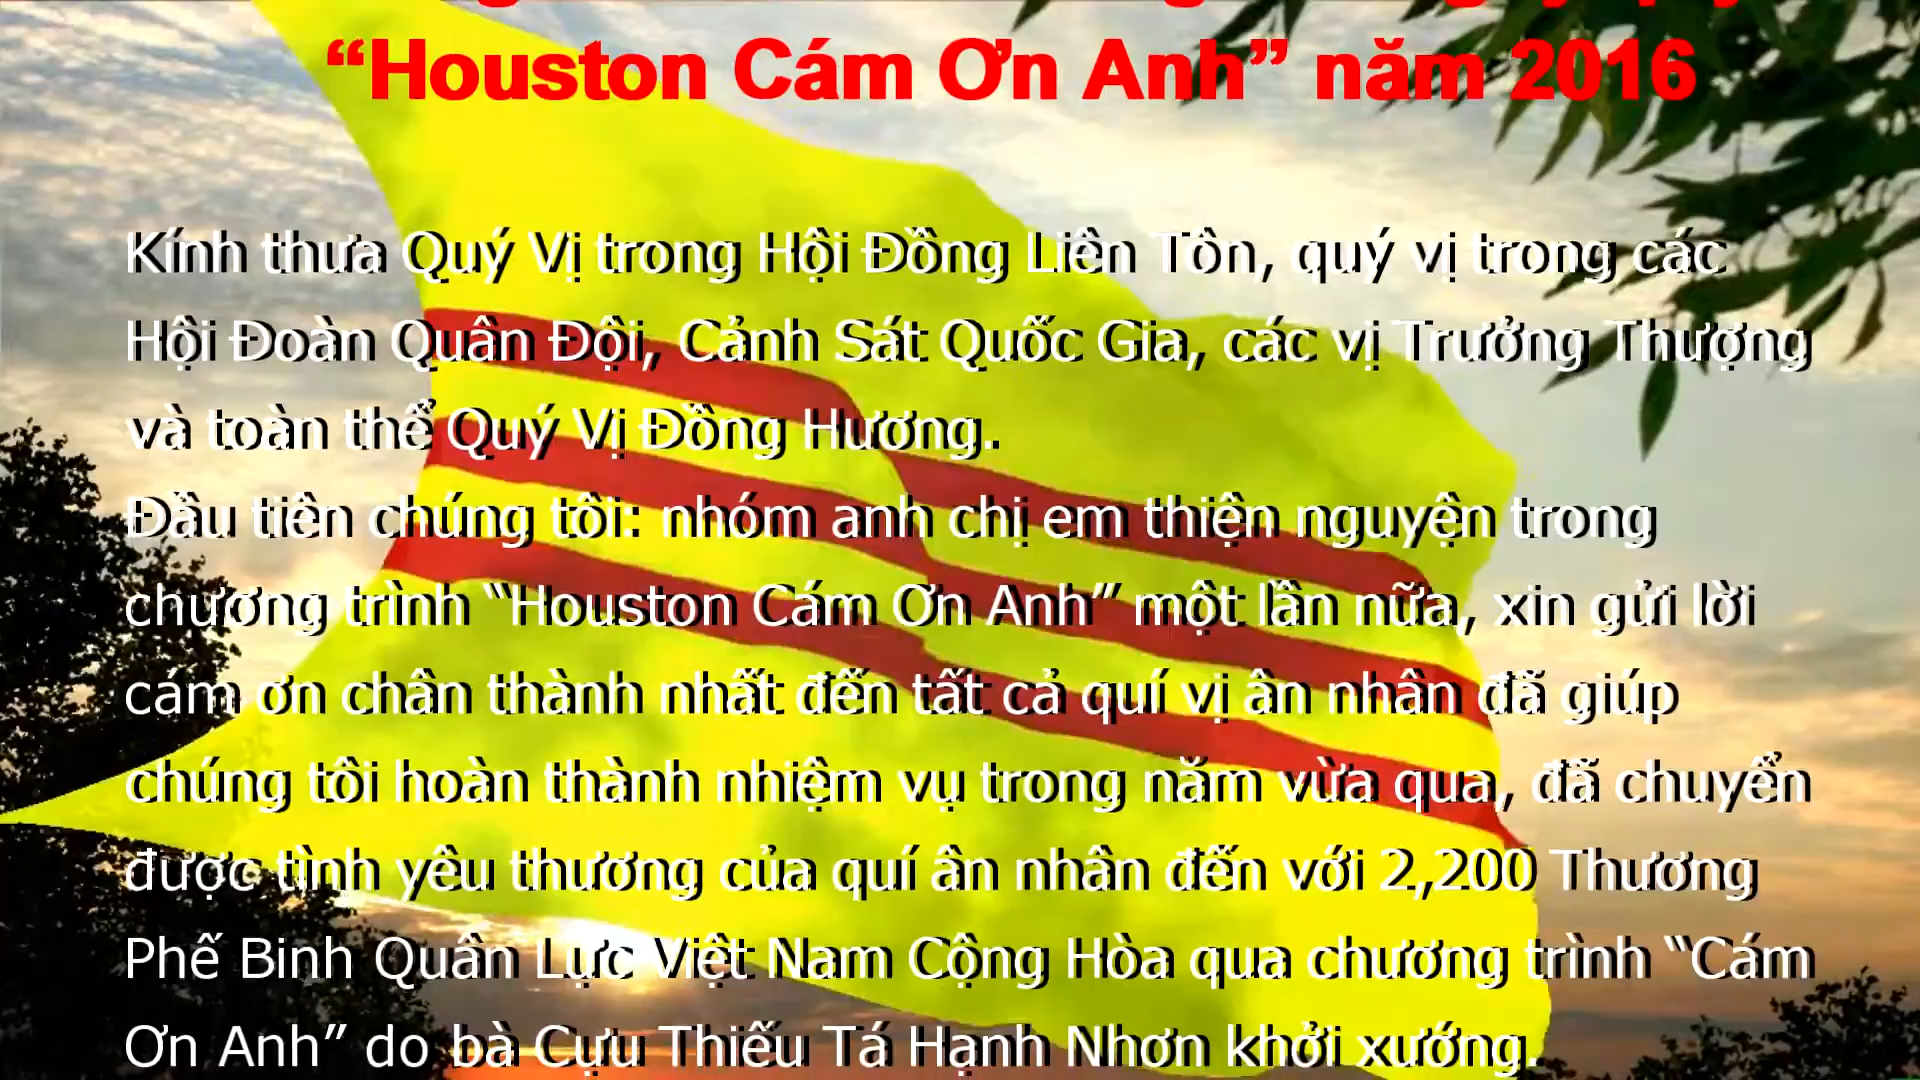 “Houston Cám Ơn Anh” năm 2016
Kính thưa Quý Vị trong Hội Đồng Liên Tôn, quý vị trong các
Hội Đoàn Quân Đội, Cảnh Sát Quốc Gia, các vị Trưởng Thượng
và toàn thể Quý Vị Đồng Hương.
Đầu tiên chúng tôi: nhóm anh chị em thiện nguyện trong
chương trình “Houston Cám Ơn Anh” một lần nữa, xin gửi lời
cám ơn chân thành nhất đến tất cả quí vị ân nhân đã giúp
chúng tôi hoàn thành nhiệm vụ trong năm vừa qua, đã chuyển
được tình yêu thương của quí ân nhân đến với 2,200 Thương
Phế Binh Quân Lực Việt Nam Cộng Hòa qua chương trình “Cám
Ơn Anh” do bà Cựu Thiếu Tá Hạnh Nhơn khởi xướng.